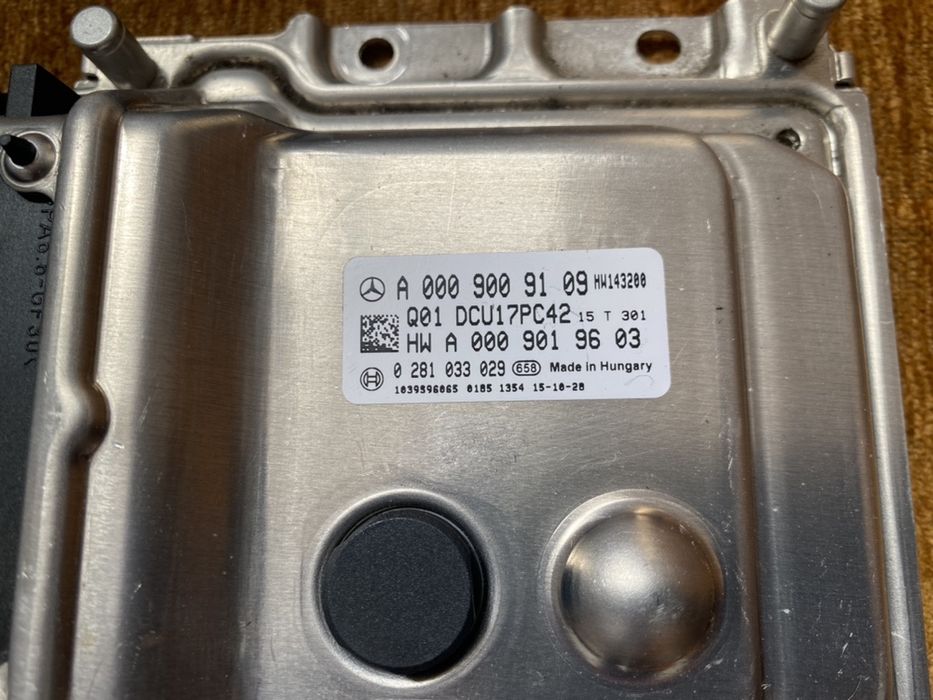 A 000 900 91 09 HW143200
Q01 DCU17PC42 15 T 301
HW A 000 901 96 03
0 281 033 029 658 Made in Hungary
1039S96065 0185 1354 15-10-28